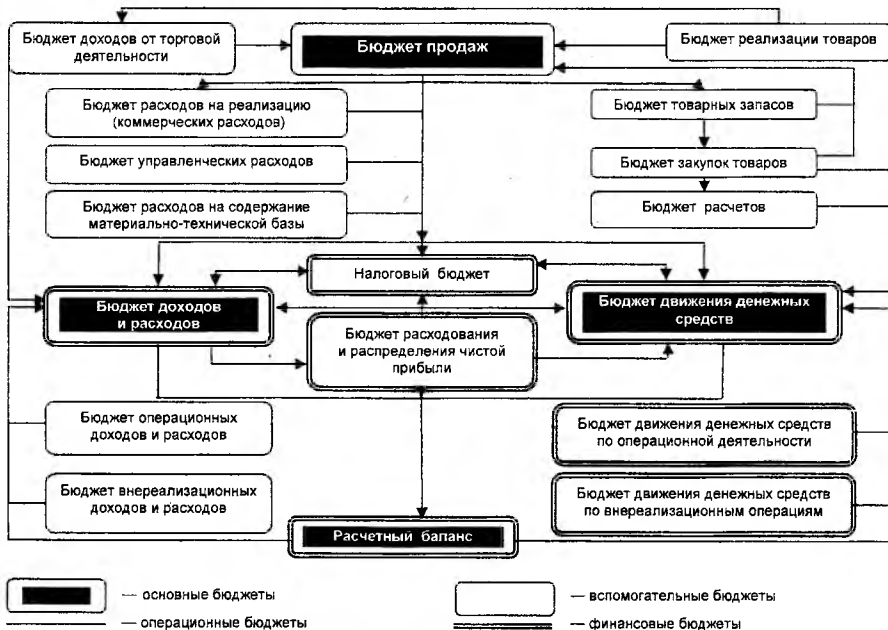 Бюджет доходов от торговой
деятельности
Бюджет продаж
Бюджет реализации товаров
Бюджет расходов на реализацию
(коммерческих расходов)
Бюджет товарных запасов
Бюджет управленческих расходов
Бюджет закупок товаров
Бюджет расходов на содержание
материально-технической базы
Бюджет расчетов
Налоговый бюджет
Бюджет доходов
и расходов
Бюджет движения денежных
средств
Бюджет расходования
и распределения чистой
прибыли
Бюджет операционных
доходов и расходов
Бюджет движения денежных средств
по операционной деятельности
Бюджет внереализационных
доходов и расходов
Бюджет движения денежных средств
по внереализационным операциям
Расчетный баланс
— основные бюджеты
— вспомогательные бюджеты
— операционные бюджеты
— финансовые бюджеты